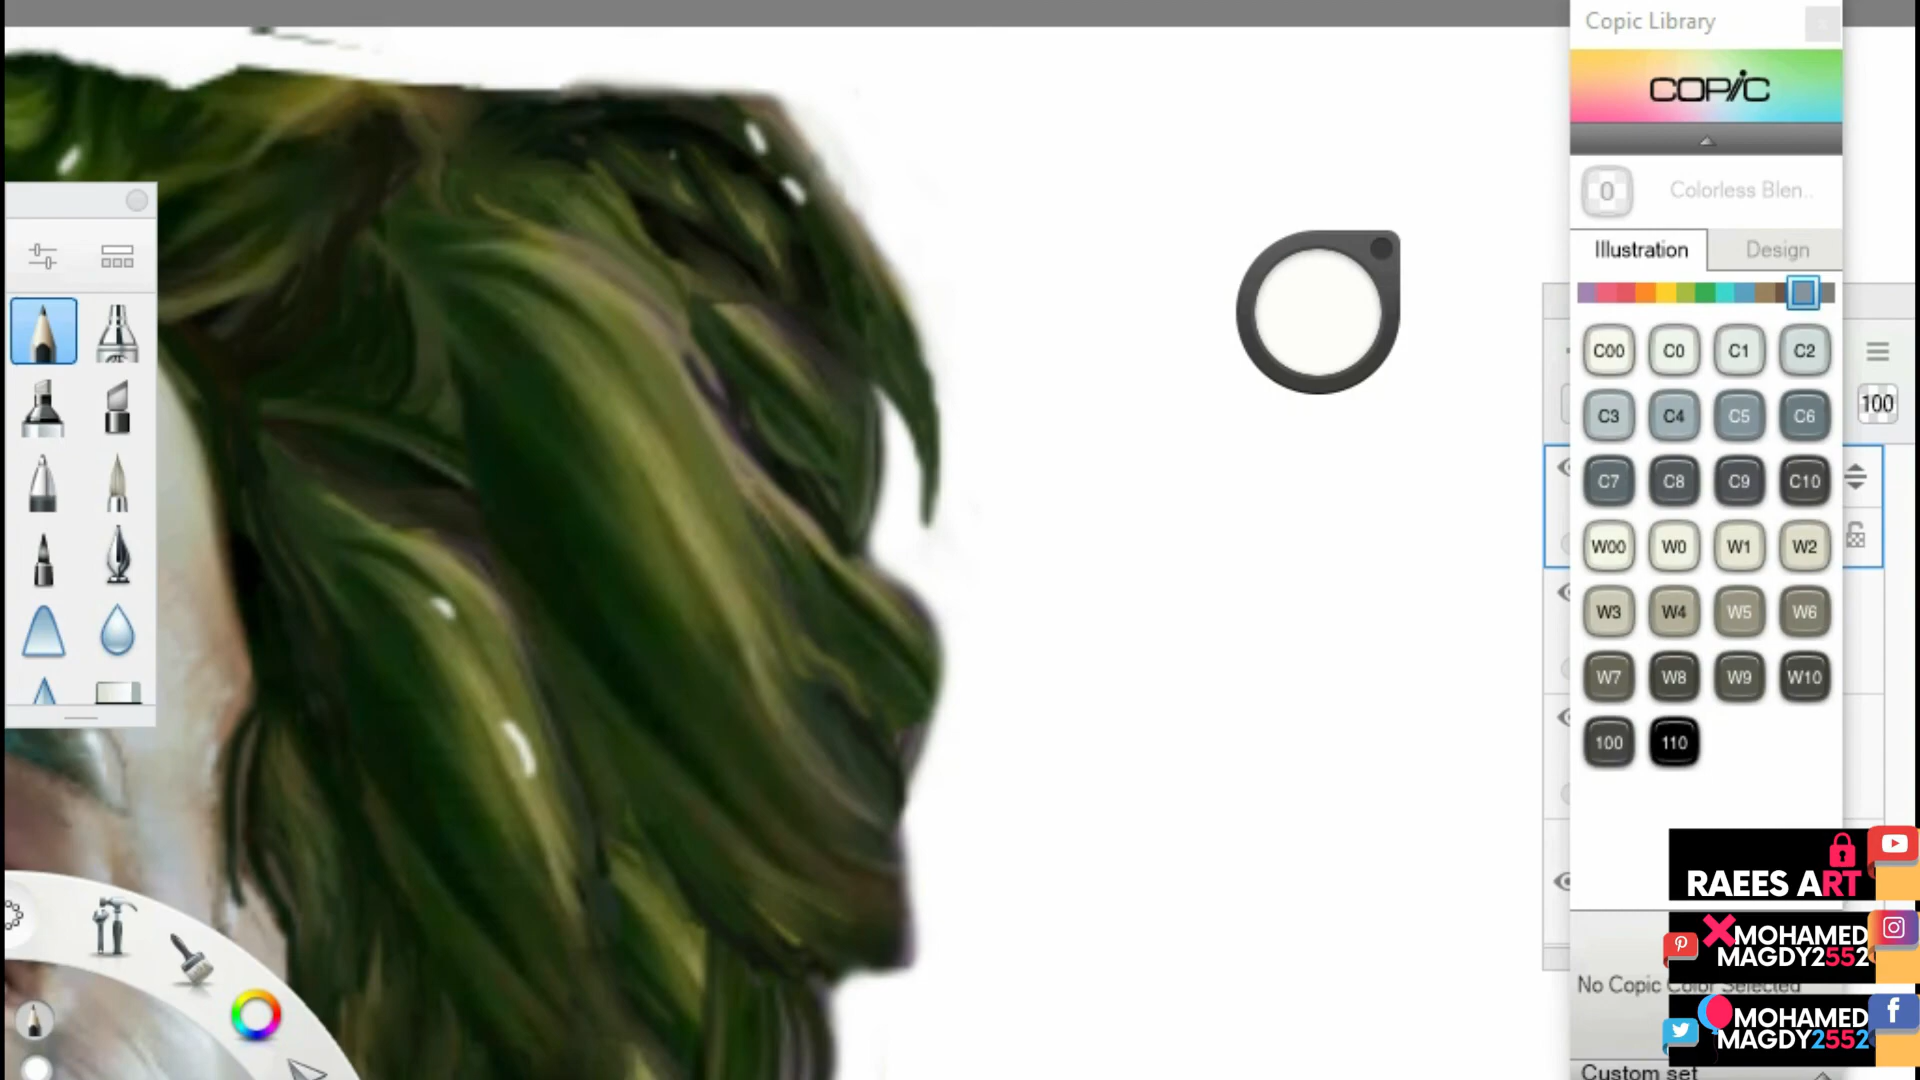 Copic Library
COPIC
0
Colorless Blen..
Illustration
Design
C00 C0 C1 C2
C3 C4 C5 C6
100
C7 C8 C9 C10
W00 W0 W1 W2
W3 W4 W5 W6
W7 W8 W9 W10
100 110
RAEES ART
MOHAMED
MAGDY2552
No Copic Color Selected
MOHAMED
MAGDY2552
Custom set